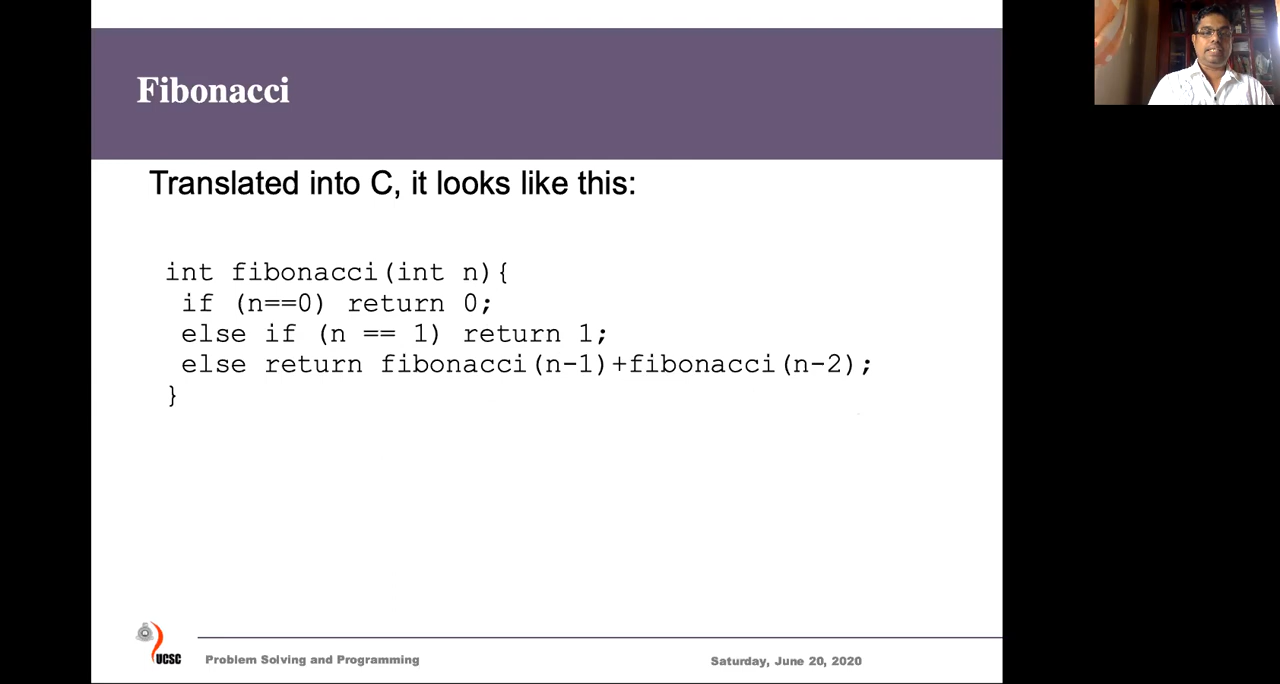 Fibonacci
Translated into C, it looks like this:
int fibonacci(int n){
if (n==0) return 0;
else if (n == 1) return 1;
else return fibonacci(n-1)+fibonacci(n-2);
}
UCSC
Problem Solving and Programming
Saturday, June 20, 2020